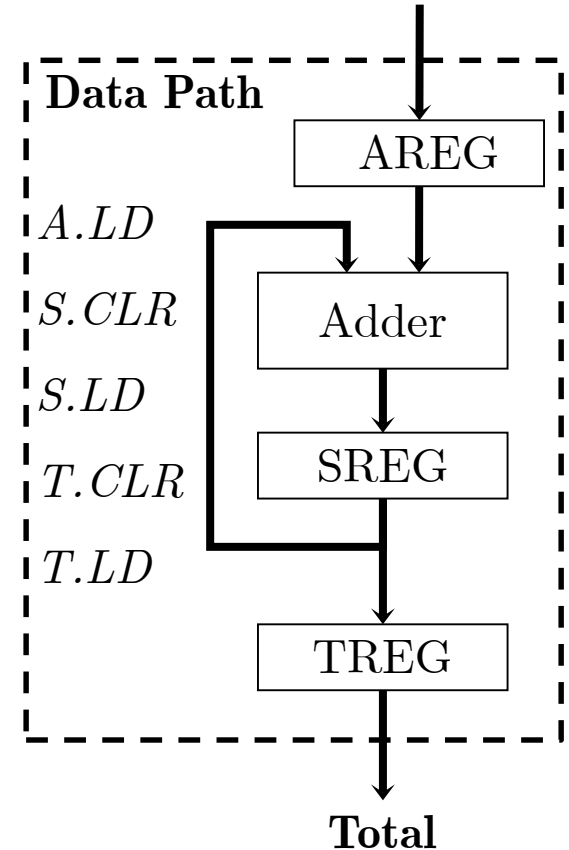 Data Path
AREG
A.LD
S.CLR
Adder
S.LD
SREG
T.CLR
T.LD
TREG
Total